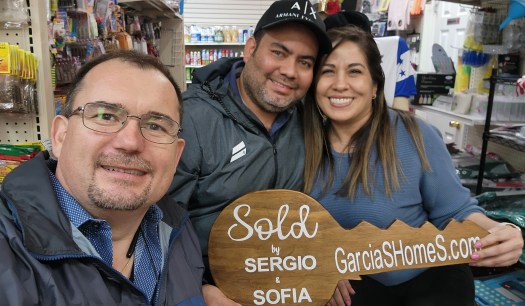 A|X
ARMANI EXCHANGE
Sold
by
SERGIO
&
SOFIA
GarciaSHomeS.com